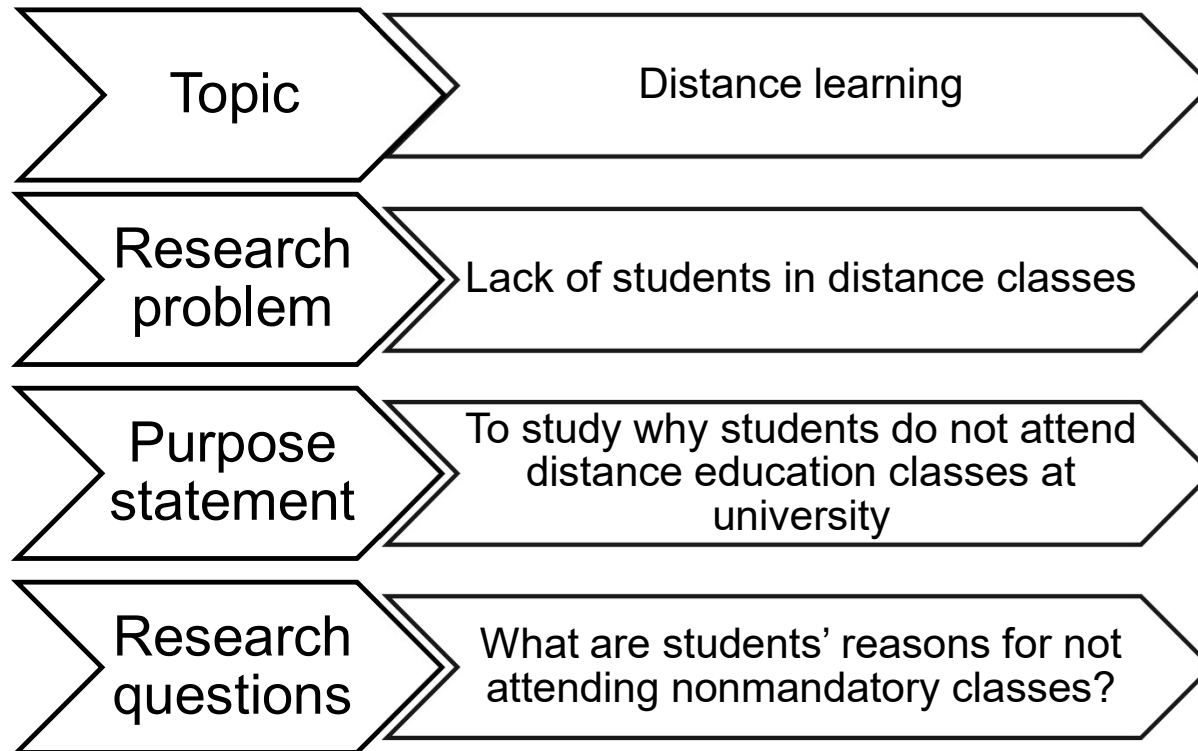 Topic
Distance learning
Research
problem
Lack of students in distance classes
Purpose
statement
To study why students do not attend
distance education classes at
university
Research
questions
What are students’ reasons for not
attending nonmandatory classes?